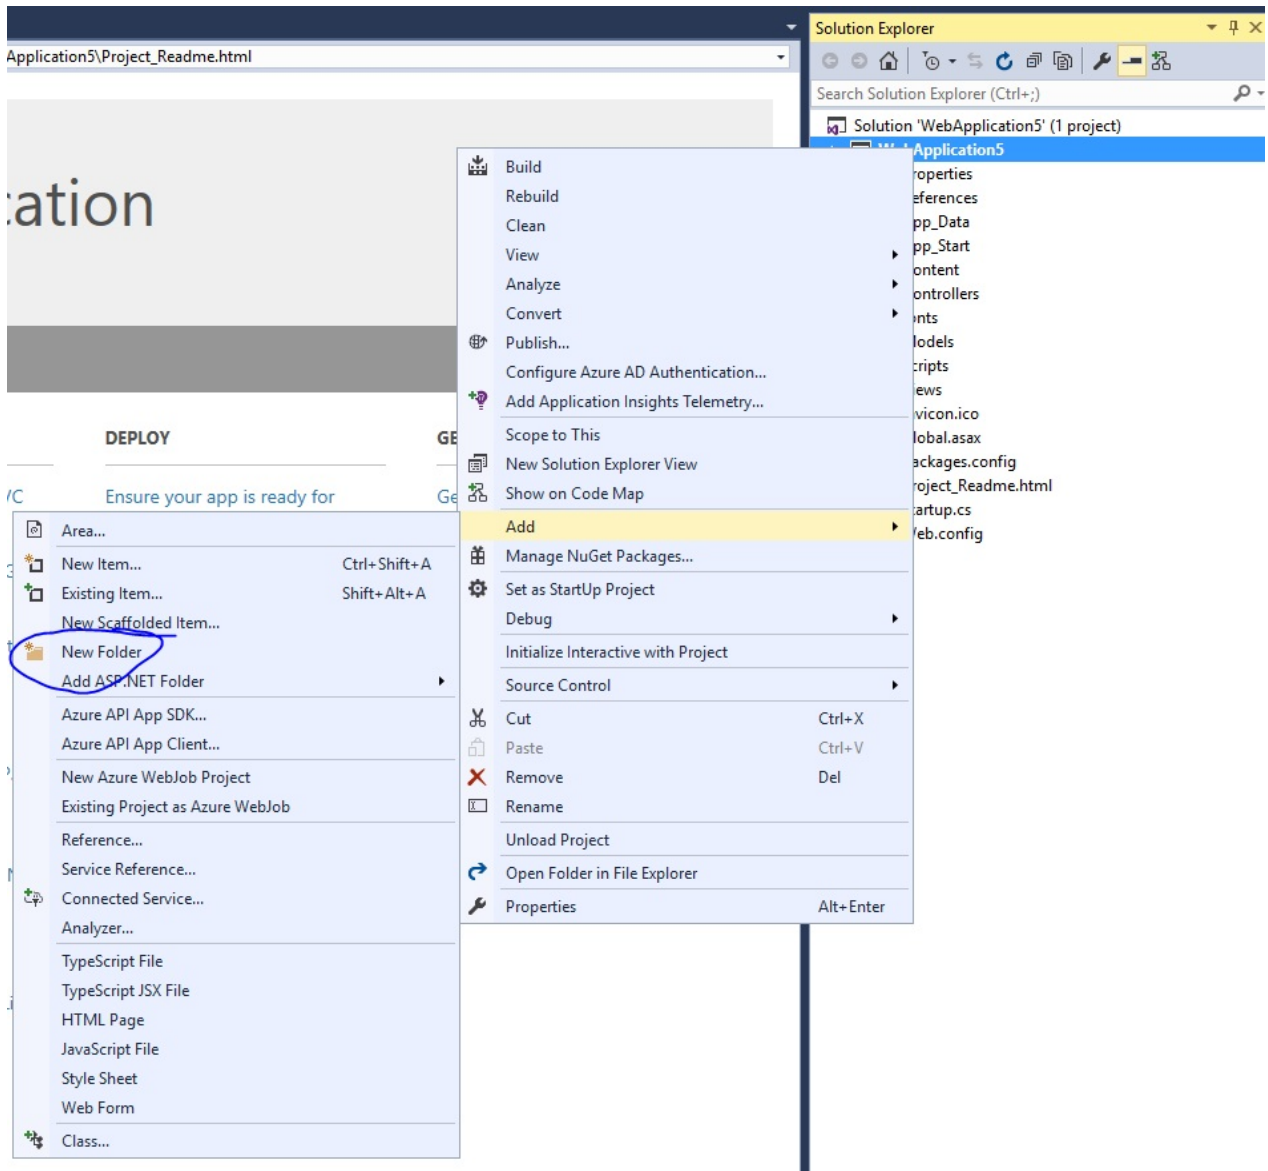 Application5\Project_Readme.html
Solution Explorer
Search Solution Explorer (Ctrl+;)
Solution 'WebApplication5' (1 project)
Application5
roperties
eferences
pp_Data
pp_Start
ontent
ontrollers
nts
lodels
cripts
ews
vicon.ico
lobal.asax
ackages.config
roject_Readme.html
tartup.cs
eb.config
cation
DEPLOY
GE
VC
Ensure your app is ready for
Ge
Build
Rebuild
Clean
View
Analyze
Convert
Publish...
Configure Azure AD Authentication...
Add Application Insights Telemetry...
Scope to This
New Solution Explorer View
Show on Code Map
Add
Manage NuGet Packages...
Set as StartUp Project
Debug
Initialize Interactive with Project
Source Control
Cut Ctrl+X
Paste Ctrl+V
Remove Del
Rename
Unload Project
Open Folder in File Explorer
Properties Alt+Enter
Area...
New Item... Ctrl+Shift+A
Existing Item... Shift+Alt+A
New Scaffolded Item...
New Folder
Add ASP.NET Folder
Azure API App SDK...
Azure API App Client...
New Azure WebJob Project
Existing Project as Azure WebJob
Reference...
Service Reference...
Connected Service...
Analyzer...
TypeScript File
TypeScript JSX File
HTML Page
JavaScript File
Style Sheet
Web Form
Class...